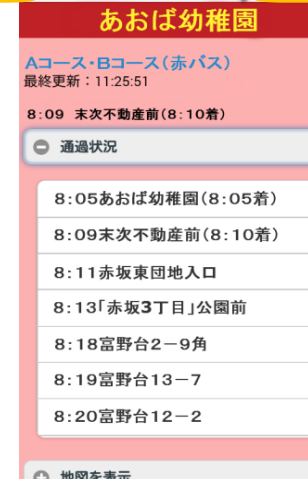 あおば幼稚園
Aコース・Bコース(赤バス)
最終更新：11:25:51
8:09 末次不動産前(8:10着)
通過状況
8:05あおば幼稚園(8:05着)
8:09末次不動産前(8:10着)
8:11赤坂東団地入口
8:13｢赤坂3丁目｣公園前
8:18富野台2－9角
8:19富野台13－7
8:20富野台12－2
地図を表示